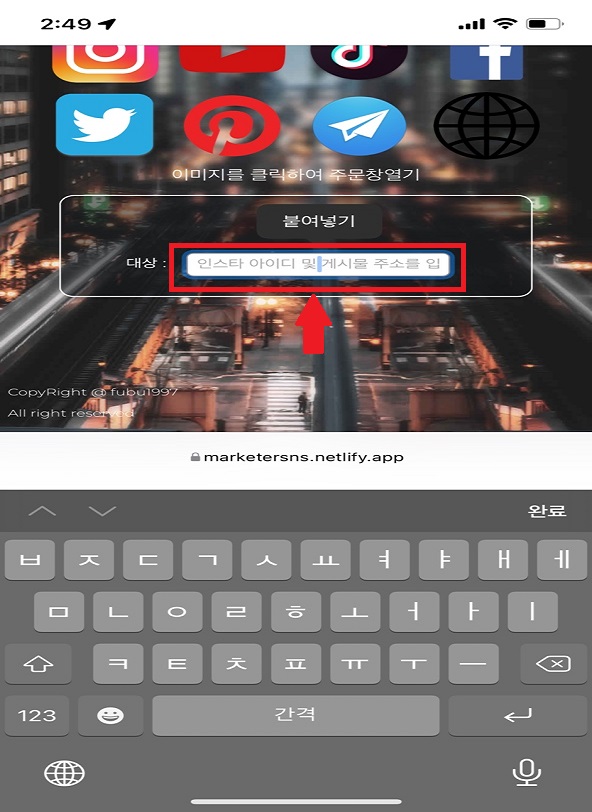 2:49
이미지를 클릭하여 주문창열기
붙여넣기
대상 : 인스타 아이디 및 게시물 주소를 입
CopyRight @ fubu1997
All right reserved
marketersns.netlify.app
완료
ㅂ ㅈ ㄷ ㄱ ㅅ ㅛ ㅕ ㅑ ㅐ ㅔ
ㅁ ㄴ ㅇ ㄹ ㅎ ㅗ ㅓ ㅏ ㅣ
ㅋ ㅌ ㅊ ㅍ ㅠ ㅜ ㅡ
123 간격